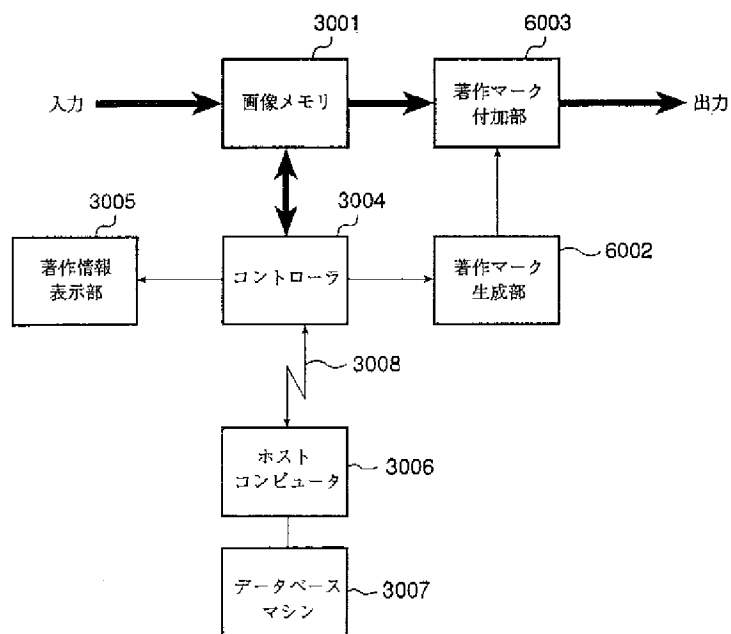 3001
6003
入力
画像メモリ
著作マーク
付加部
出力
3005
3004
6002
著作情報
表示部
コントローラ
著作マーク
生成部
3008
ホスト
コンピュータ
3006
データベース
マシン
3007